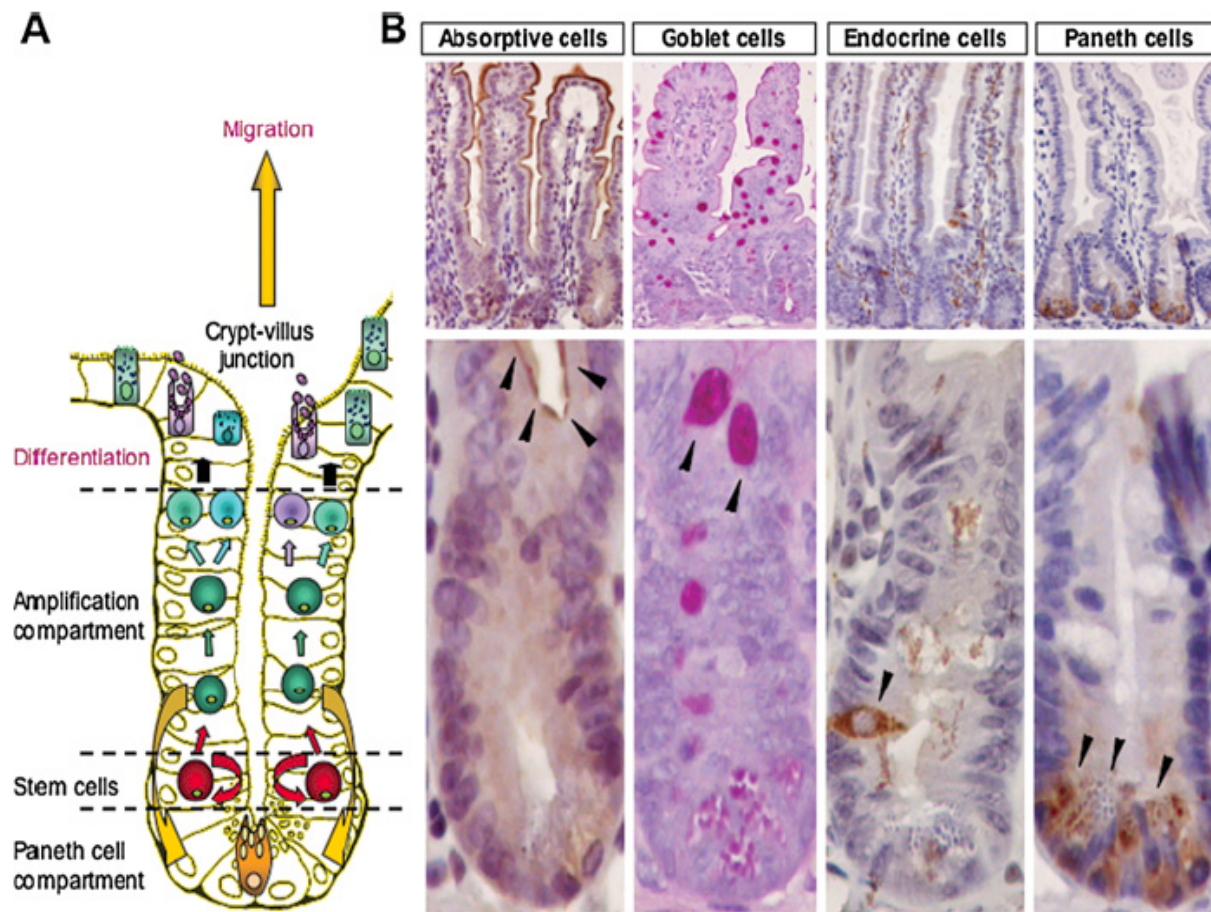 A
Migration
Crypt-villus
junction
Differentiation
Amplification
compartment
Stem cells
Paneth cell
compartment
B
Absorptive cells
Goblet cells
Endocrine cells
Paneth cells